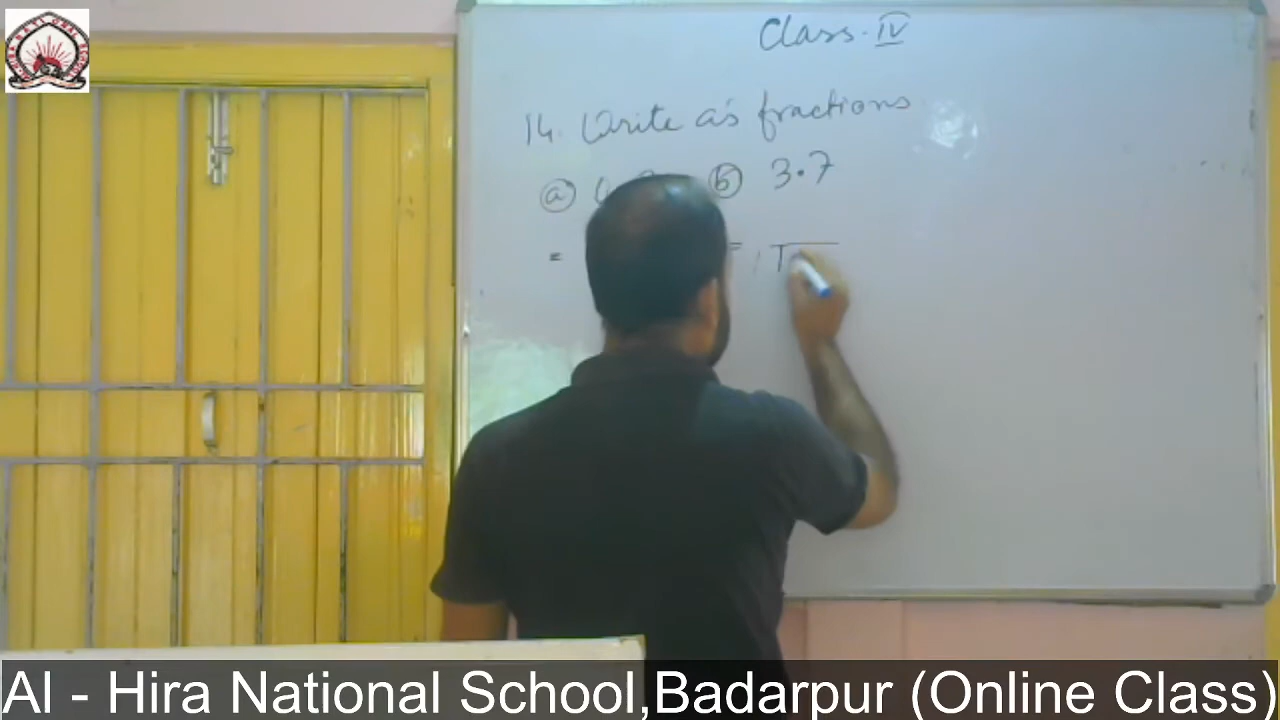 Class. IV
14. Write as fractions
(a) (b) 3.7
=
Al - Hira National School,Badarpur (Online Class)